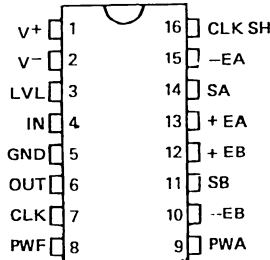 V+ 1 16 CLK SH
V− 2 15 −EA
LVL 3 14 SA
IN 4 13 + EA
GND 5 12 + EB
OUT 6 11 SB
CLK 7 10 --EB
PWF 8 9 PWA